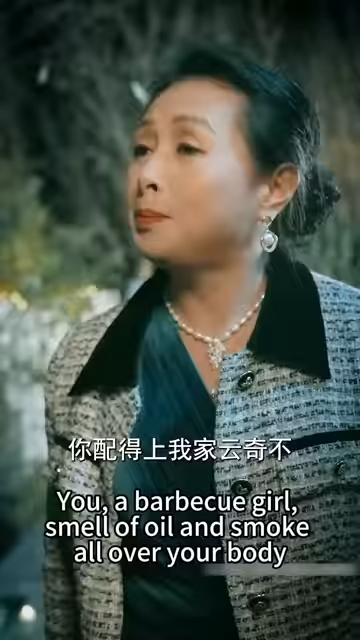 你配得上我家云奇不
You, a barbecue girl,
smell of oil and smoke
all over your body